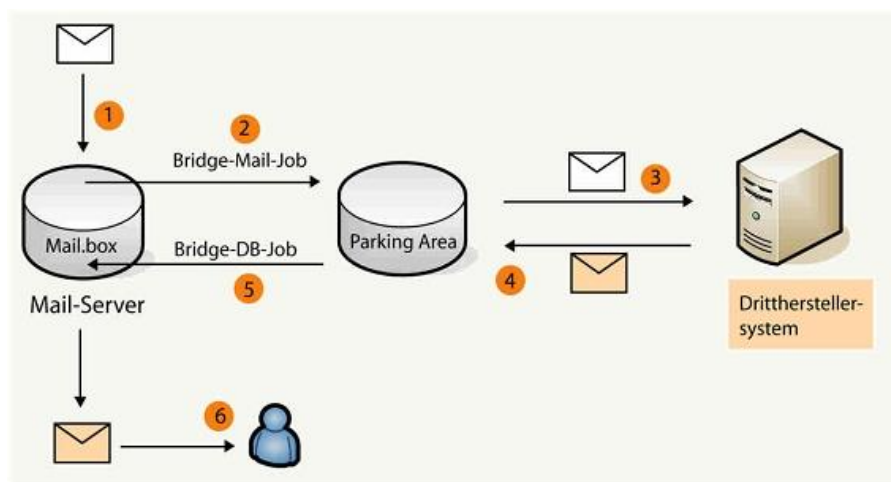 1
2
Bridge-Mail-Job
3
Mail.box
Bridge-DB-Job
Parking Area
4
5
Mail-Server
Dritthersteller-
system
6